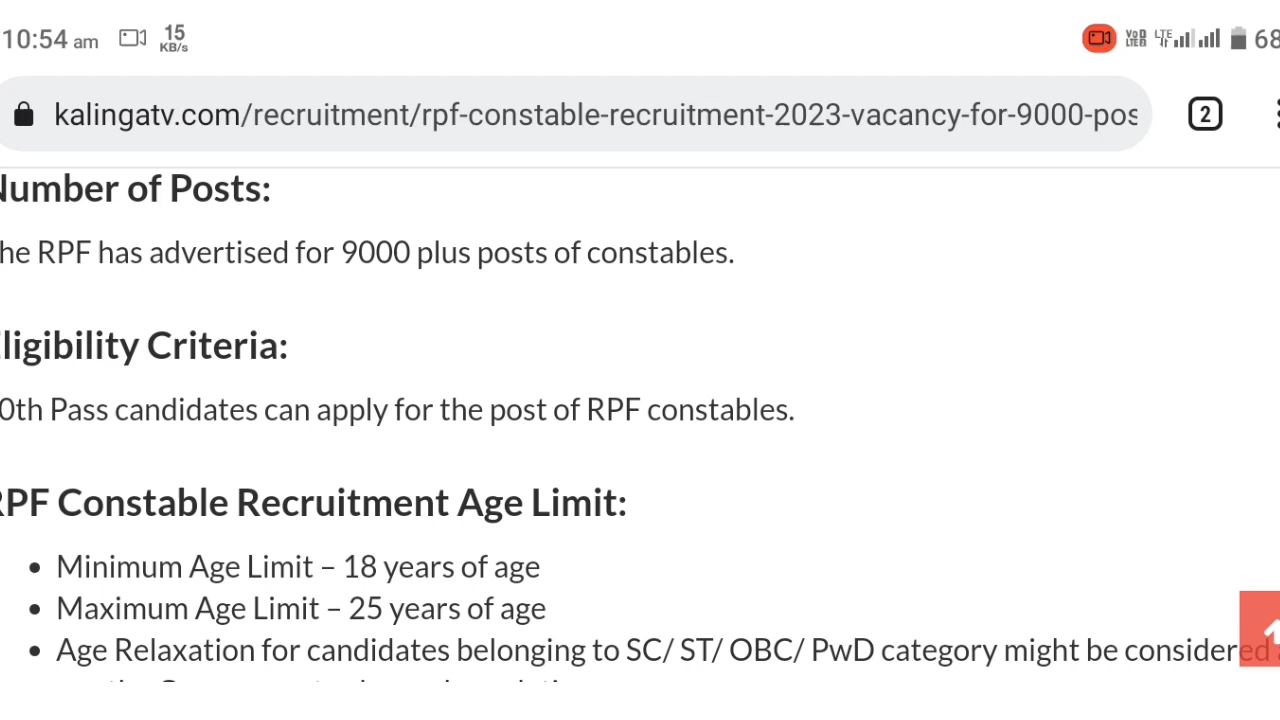 10:54 am 15 KB/s VoD LTED LTE 68
kalingatv.com/recruitment/rpf-constable-recruitment-2023-vacancy-for-9000-pos 2
Number of Posts:
he RPF has advertised for 9000 plus posts of constables.
ligibility Criteria:
0th Pass candidates can apply for the post of RPF constables.
RPF Constable Recruitment Age Limit:
• Minimum Age Limit – 18 years of age
• Maximum Age Limit – 25 years of age
• Age Relaxation for candidates belonging to SC/ ST/ OBC/ PwD category might be considered